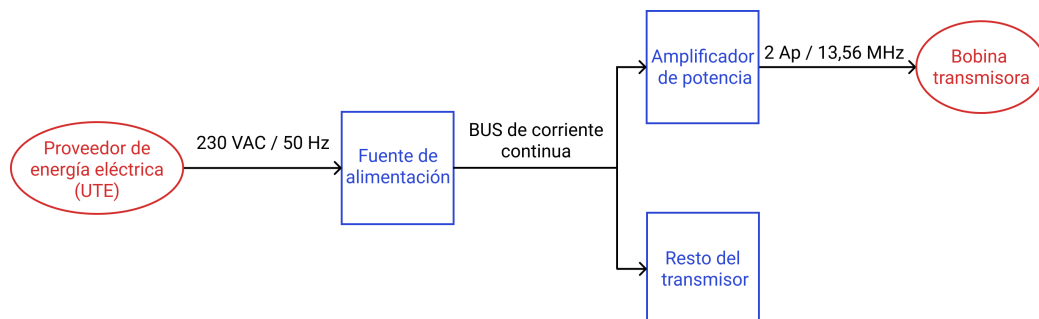 Proveedor de
energía eléctrica
(UTE)
230 VAC / 50 Hz
Fuente de
alimentación
BUS de corriente
continua
Amplificador
de potencia
2 Ap / 13,56 MHz
Bobina
transmisora
Resto del
transmisor